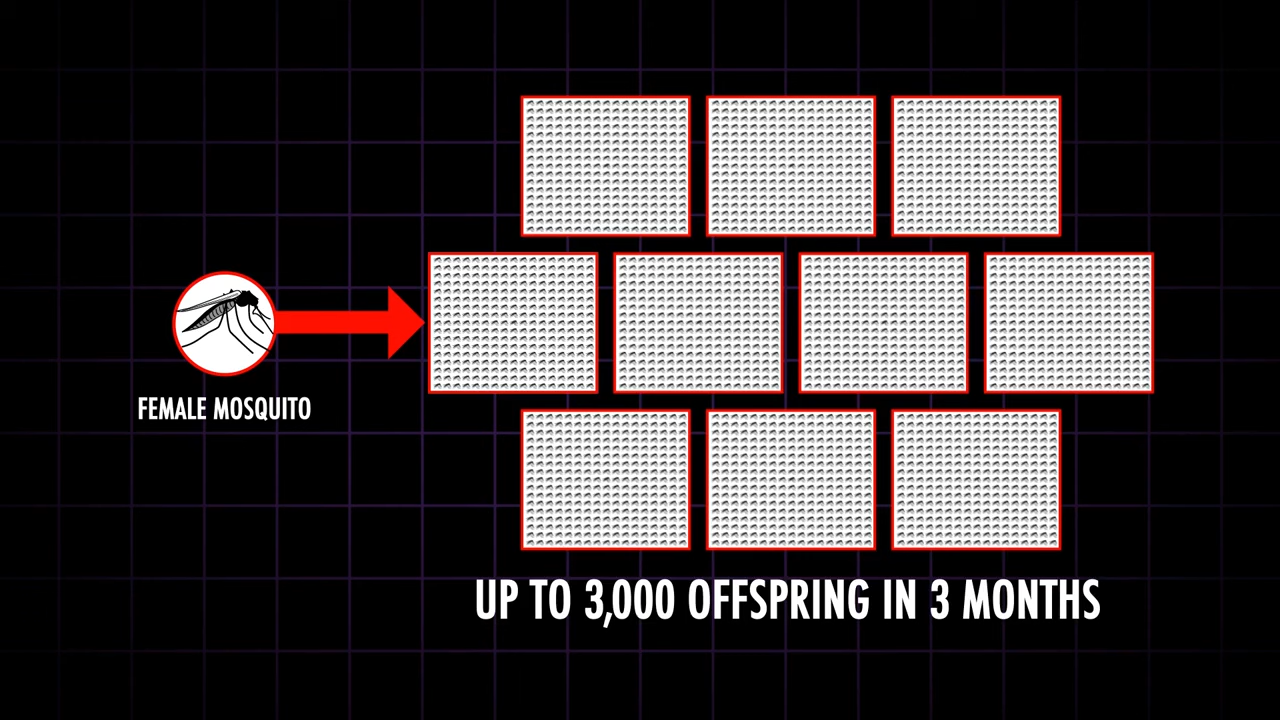 FEMALE MOSQUITO
UP TO 3,000 OFFSPRING IN 3 MONTHS